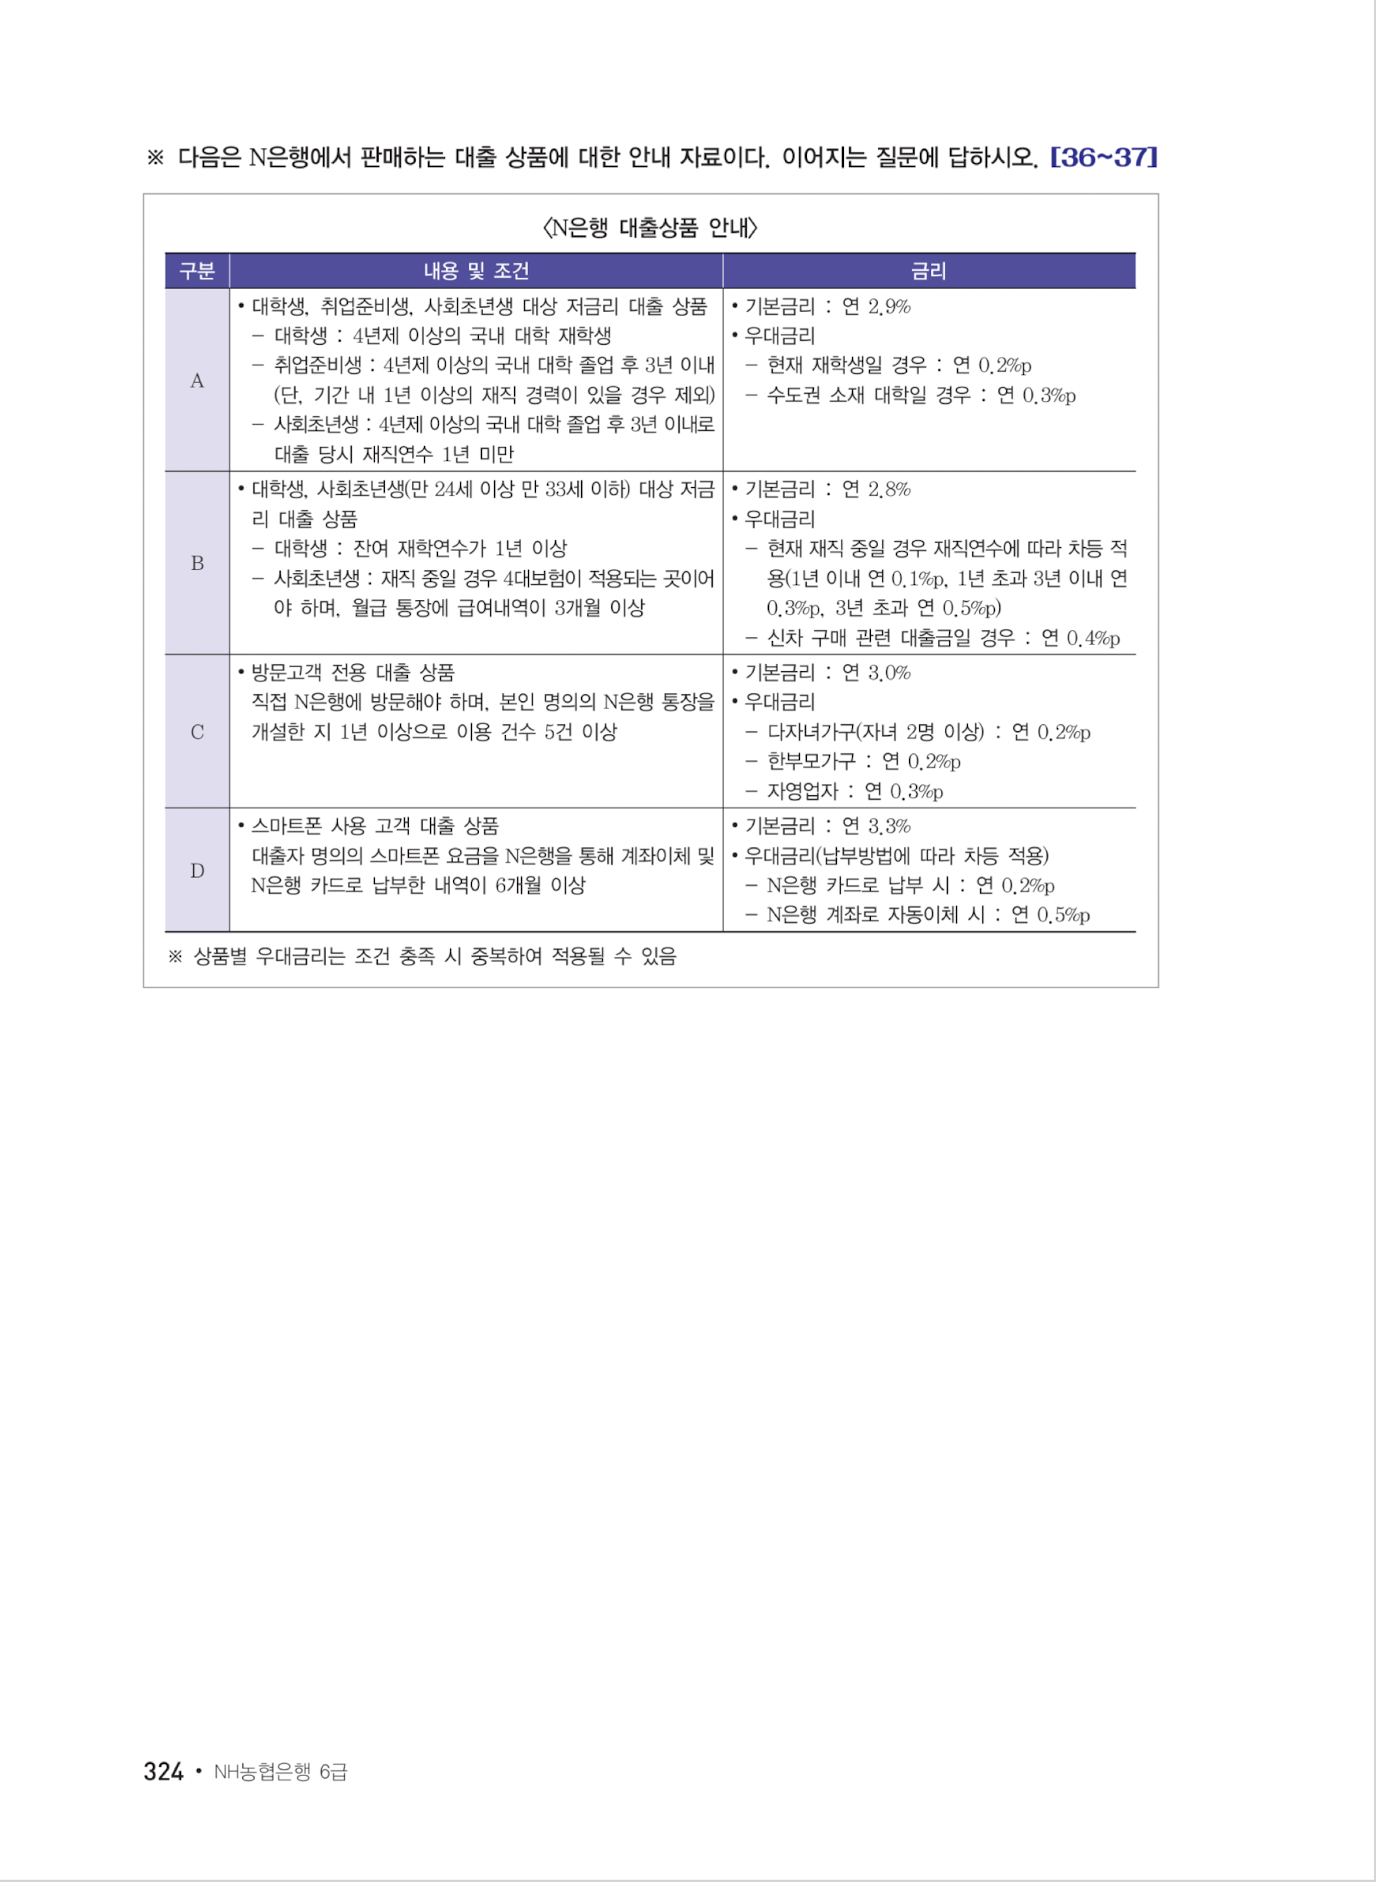 ※ 다음은 N은행에서 판매하는 대출 상품에 대한 안내 자료이다. 이어지는 질문에 답하시오. [36~37]
〈N은행 대출상품 안내〉
구분 내용 및 조건 금리
A
• 대학생, 취업준비생, 사회초년생 대상 저금리 대출 상품
− 대학생 : 4년제 이상의 국내 대학 재학생
− 취업준비생 : 4년제 이상의 국내 대학 졸업 후 3년 이내
(단, 기간 내 1년 이상의 재직 경력이 있을 경우 제외)
− 사회초년생 : 4년제 이상의 국내 대학 졸업 후 3년 이내로
대출 당시 재직연수 1년 미만
• 기본금리 : 연 2.9%
• 우대금리
− 현재 재학생일 경우 : 연 0.2%p
− 수도권 소재 대학일 경우 : 연 0.3%p
B
• 대학생, 사회초년생(만 24세 이상 만 33세 이하) 대상 저금
리 대출 상품
− 대학생 : 잔여 재학연수가 1년 이상
− 사회초년생 : 재직 중일 경우 4대보험이 적용되는 곳이어
야 하며, 월급 통장에 급여내역이 3개월 이상
• 기본금리 : 연 2.8%
• 우대금리
− 현재 재직 중일 경우 재직연수에 따라 차등 적
용(1년 이내 연 0.1%p, 1년 초과 3년 이내 연
0.3%p, 3년 초과 연 0.5%p)
− 신차 구매 관련 대출금일 경우 : 연 0.4%p
C
• 방문고객 전용 대출 상품
직접 N은행에 방문해야 하며, 본인 명의의 N은행 통장을
개설한 지 1년 이상으로 이용 건수 5건 이상
• 기본금리 : 연 3.0%
• 우대금리
− 다자녀가구(자녀 2명 이상) : 연 0.2%p
− 한부모가구 : 연 0.2%p
− 자영업자 : 연 0.3%p
D
• 스마트폰 사용 고객 대출 상품
대출자 명의의 스마트폰 요금을 N은행을 통해 계좌이체 및
N은행 카드로 납부한 내역이 6개월 이상
• 기본금리 : 연 3.3%
• 우대금리(납부방법에 따라 차등 적용)
− N은행 카드로 납부 시 : 연 0.2%p
− N은행 계좌로 자동이체 시 : 연 0.5%p
※ 상품별 우대금리는 조건 충족 시 중복하여 적용될 수 있음
324 • NH농협은행 6급